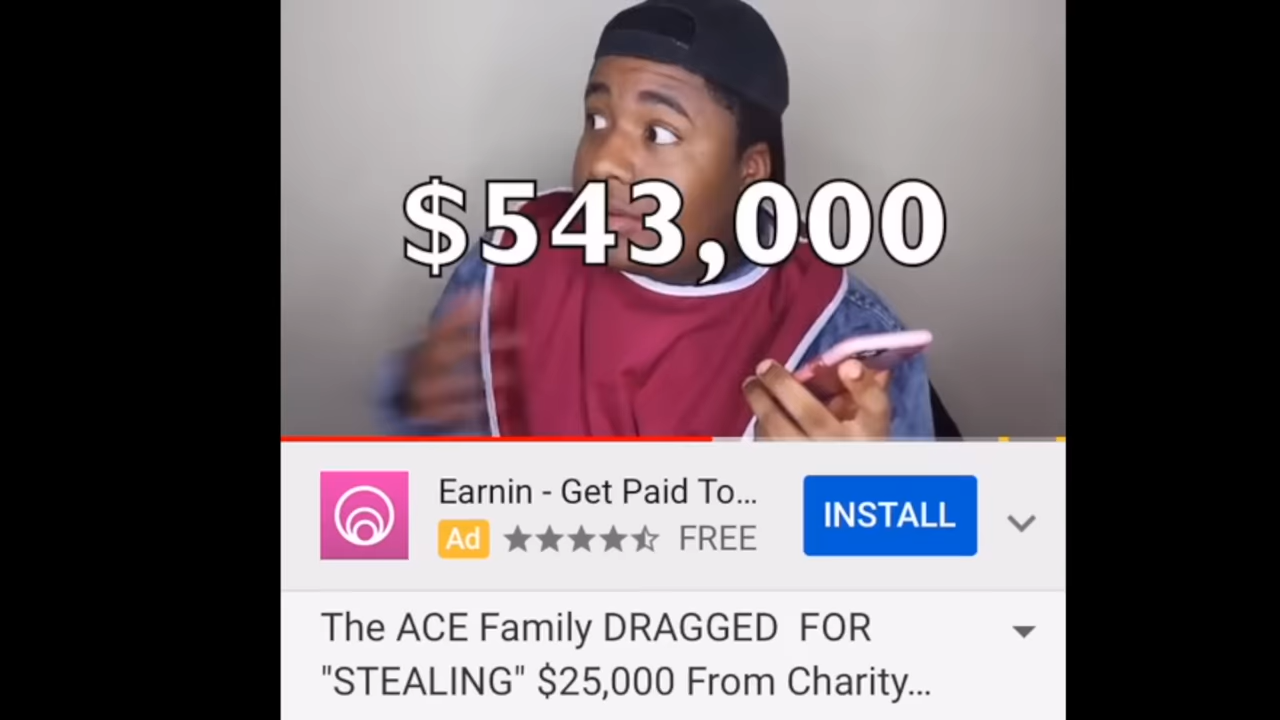 $543,000
Earnin - Get Paid To...
Ad FREE INSTALL
The ACE Family DRAGGED FOR
"STEALING" $25,000 From Charity...